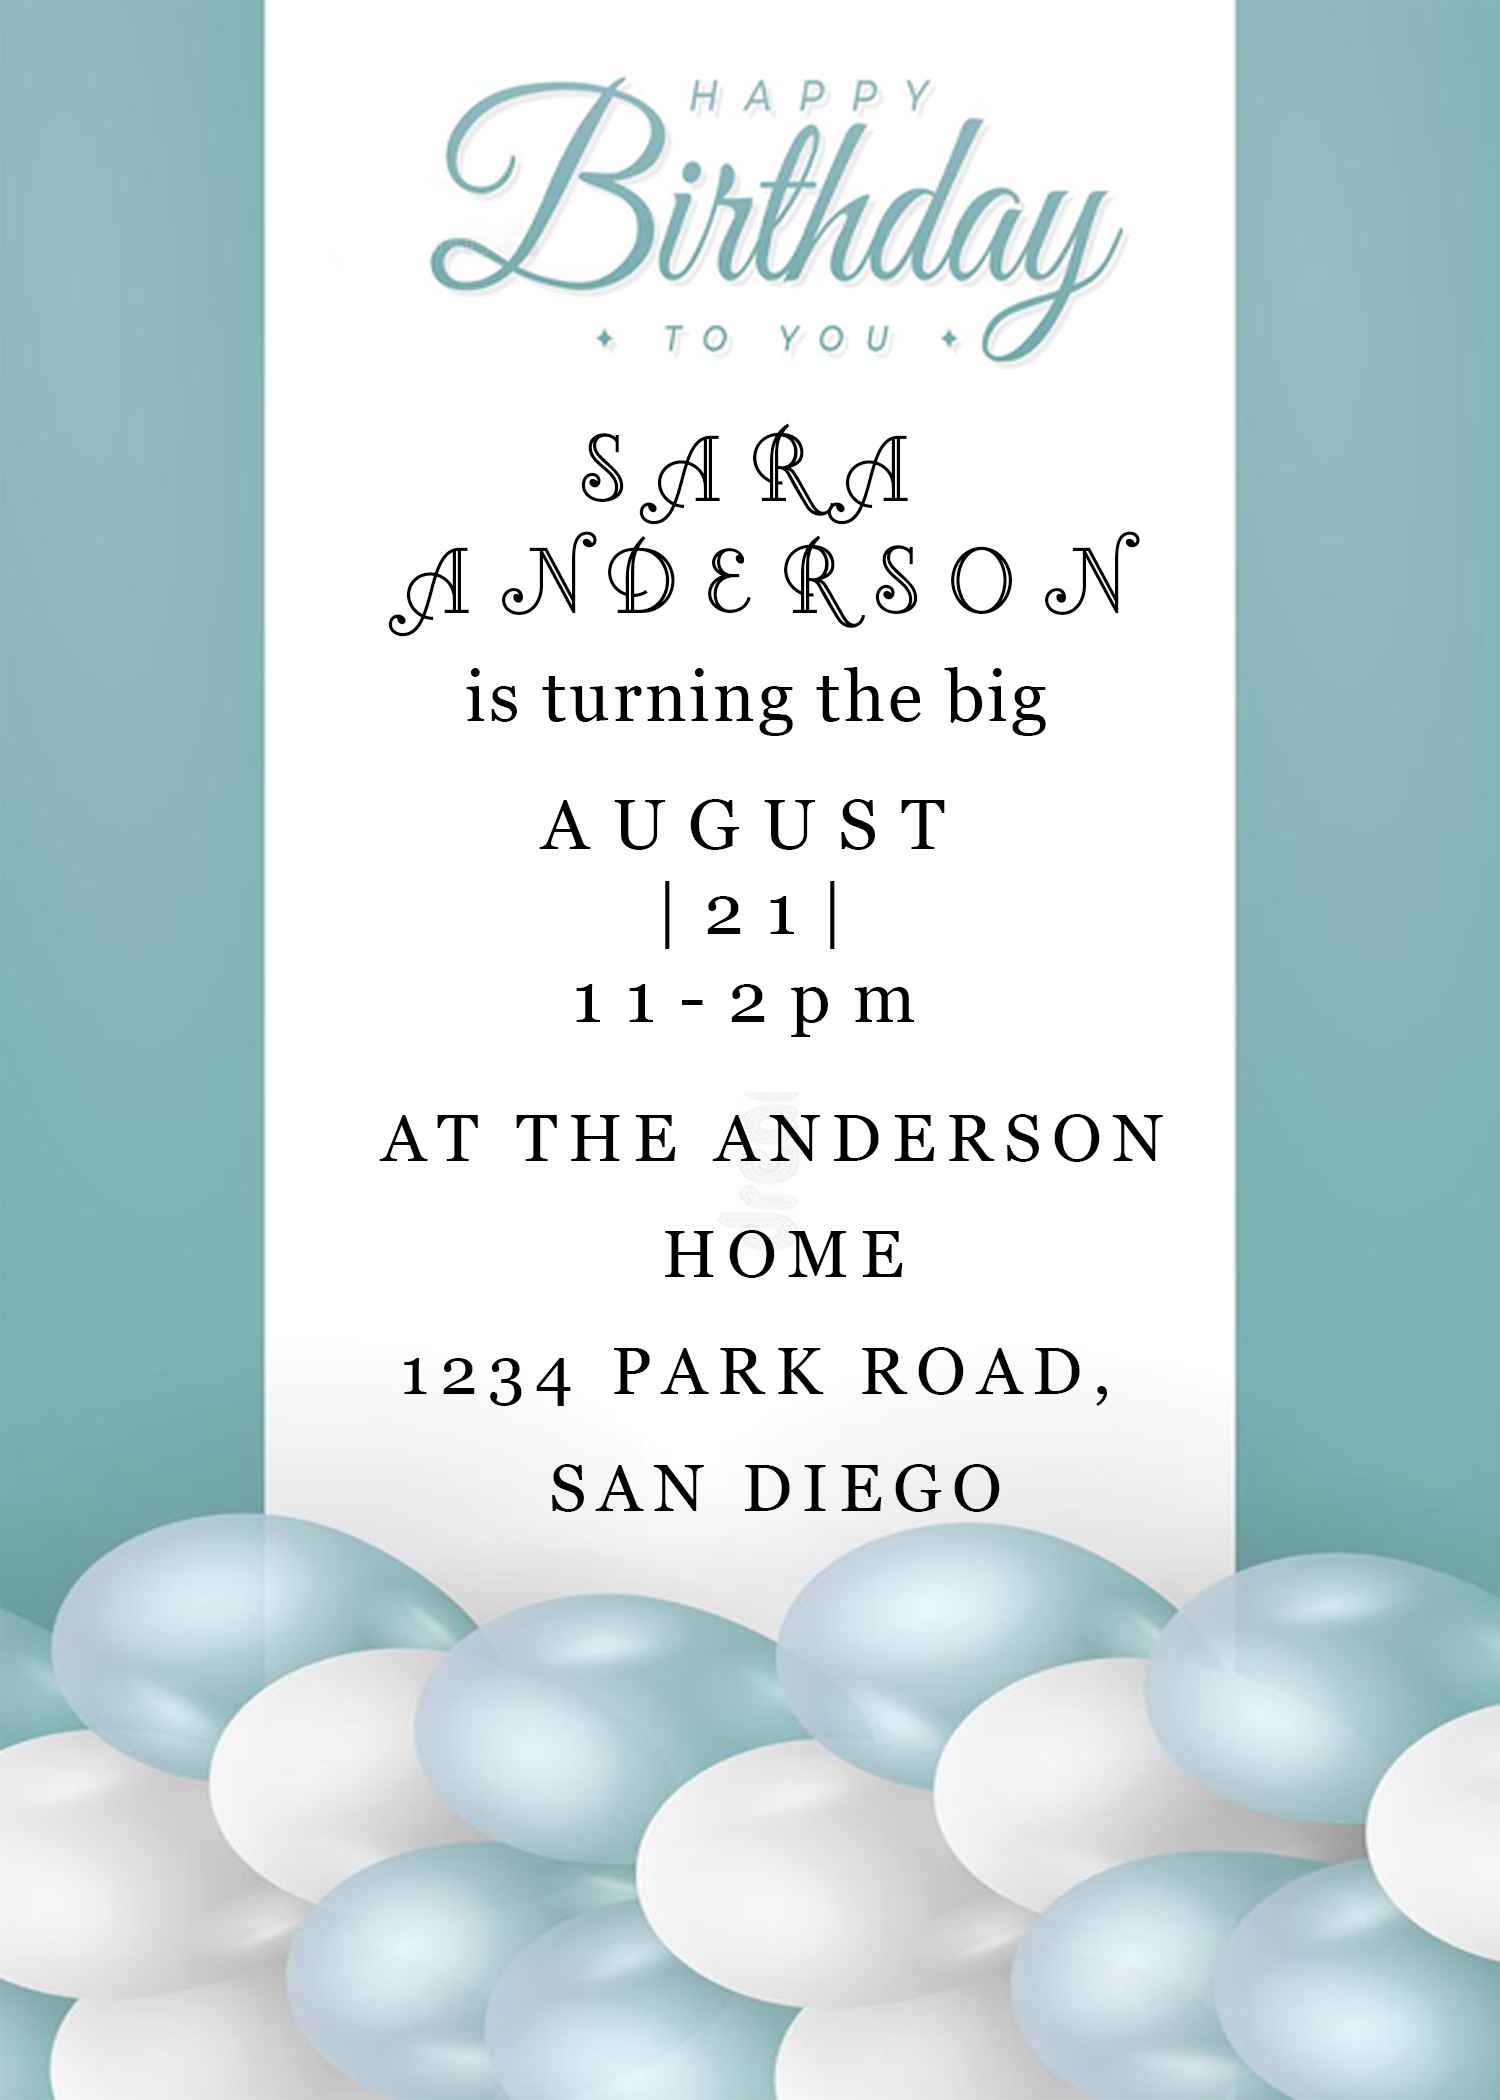 HAPPY
Birthday
TO YOU
SARA
ANDERSON
is turning the big
AUGUST
|21|
11-2pm
AT THE ANDERSON
HOME
1234 PARK ROAD,
SAN DIEGO